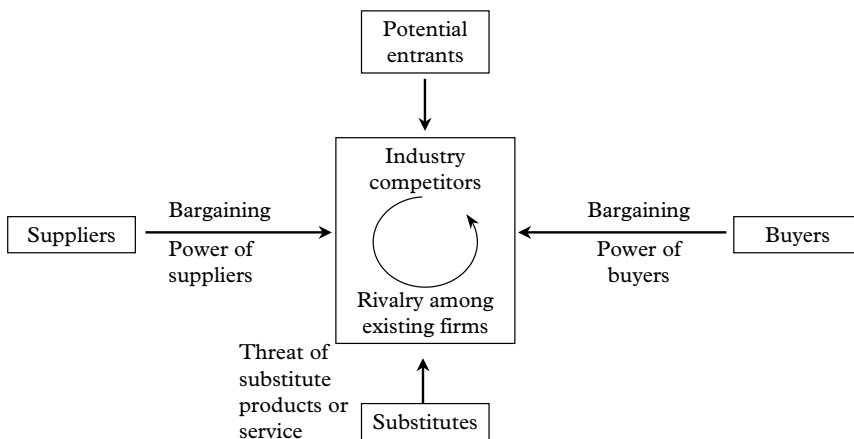 Potential
entrants
Industry
competitors
Bargaining
Suppliers
Power of
suppliers
Bargaining
Power of
buyers
Buyers
Rivalry among
existing firms
Threat of
substitute
products or
service
Substitutes